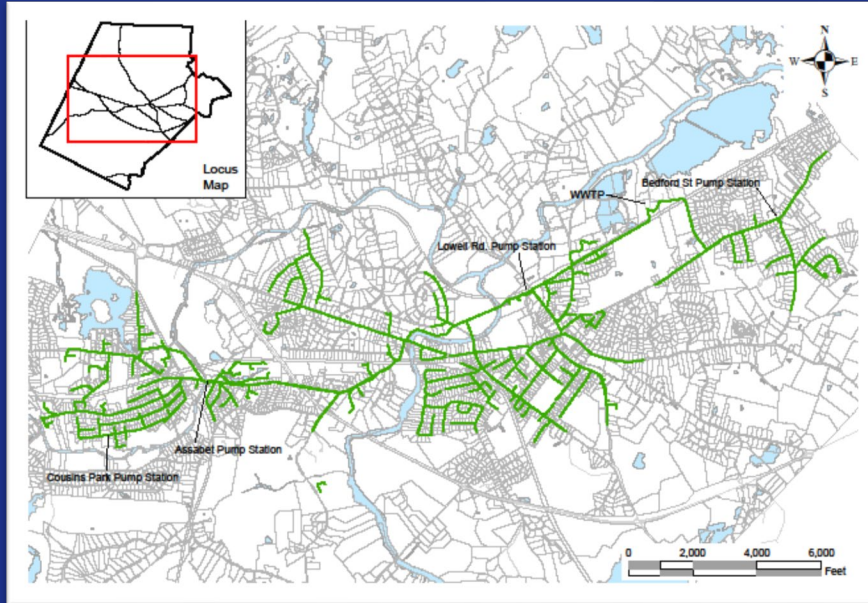 Locus
Map
N
W
E
S
WWTP
Bedford St Pump Station
Lowell Rd. Pump Station
Assabet Pump Station
Cousins Park Pump Station
0 2,000 4,000 6,000
Feet